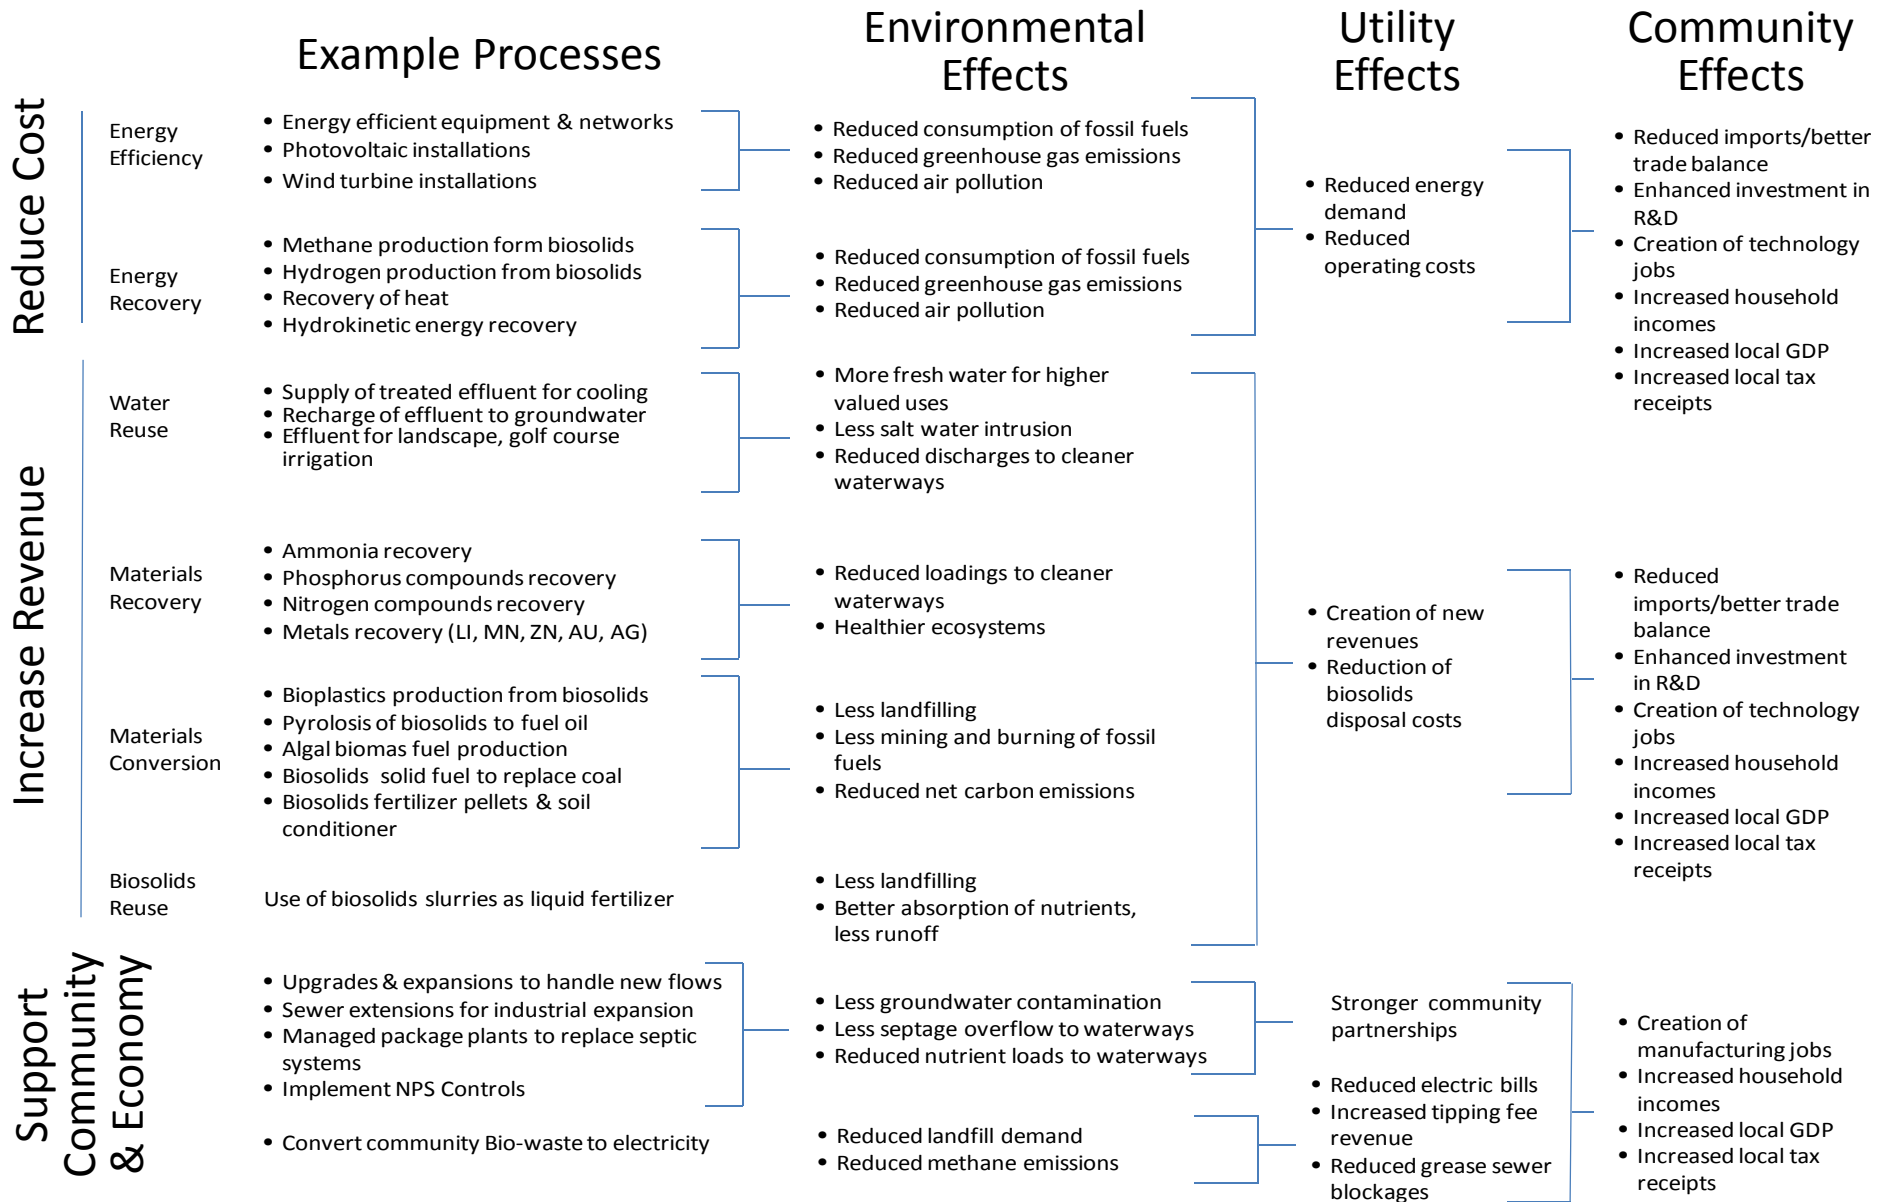 Example Processes
Environmental
Effects
Utility
Effects
Community
Effects
Reduce Cost
Energy
Efficiency
• Energy efficient equipment & networks
• Photovoltaic installations
• Wind turbine installations
• Reduced consumption of fossil fuels
• Reduced greenhouse gas emissions
• Reduced air pollution
Energy
Recovery
• Methane production form biosolids
• Hydrogen production from biosolids
• Recovery of heat
• Hydrokinetic energy recovery
• Reduced consumption of fossil fuels
• Reduced greenhouse gas emissions
• Reduced air pollution
• Reduced energy
demand
• Reduced
operating costs
• Reduced imports/better
trade balance
• Enhanced investment in
R&D
• Creation of technology
jobs
• Increased household
incomes
• Increased local GDP
• Increased local tax
receipts
Increase Revenue
Water
Reuse
• Supply of treated effluent for cooling
• Recharge of effluent to groundwater
• Effluent for landscape, golf course
irrigation
• More fresh water for higher
valued uses
• Less salt water intrusion
• Reduced discharges to cleaner
waterways
Materials
Recovery
• Ammonia recovery
• Phosphorus compounds recovery
• Nitrogen compounds recovery
• Metals recovery (LI, MN, ZN, AU, AG)
• Reduced loadings to cleaner
waterways
• Healthier ecosystems
Materials
Conversion
• Bioplastics production from biosolids
• Pyrolosis of biosolids to fuel oil
• Algal biomas fuel production
• Biosolids solid fuel to replace coal
• Biosolids fertilizer pellets & soil
conditioner
• Less landfilling
• Less mining and burning of fossil
fuels
• Reduced net carbon emissions
Biosolids
Reuse
Use of biosolids slurries as liquid fertilizer
• Less landfilling
• Better absorption of nutrients,
less runoff
• Creation of new
revenues
• Reduction of
biosolids
disposal costs
• Reduced
imports/better trade
balance
• Enhanced investment
in R&D
• Creation of technology
jobs
• Increased household
incomes
• Increased local GDP
• Increased local tax
receipts
Support
Community
& Economy
• Upgrades & expansions to handle new flows
• Sewer extensions for industrial expansion
• Managed package plants to replace septic
systems
• Implement NPS Controls
• Convert community Bio-waste to electricity
• Less groundwater contamination
• Less septage overflow to waterways
• Reduced nutrient loads to waterways
• Reduced landfill demand
• Reduced methane emissions
Stronger community
partnerships
• Reduced electric bills
• Increased tipping fee
revenue
• Reduced grease sewer
blockages
• Creation of
manufacturing jobs
• Increased household
incomes
• Increased local GDP
• Increased local tax
receipts